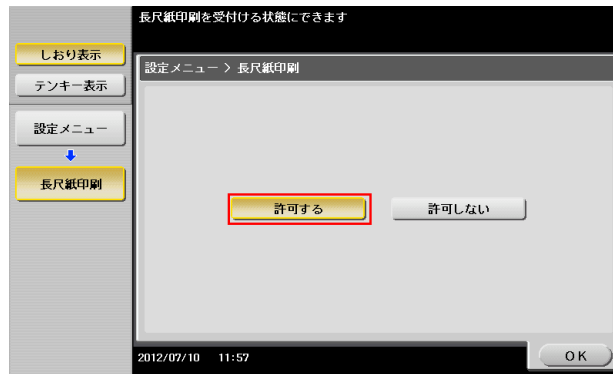 長尺紙印刷を受付ける状態にできます
しおり表示
テンキー表示
設定メニュー
長尺紙印刷
設定メニュー > 長尺紙印刷
許可する
許可しない
2012/07/10 11:57
OK